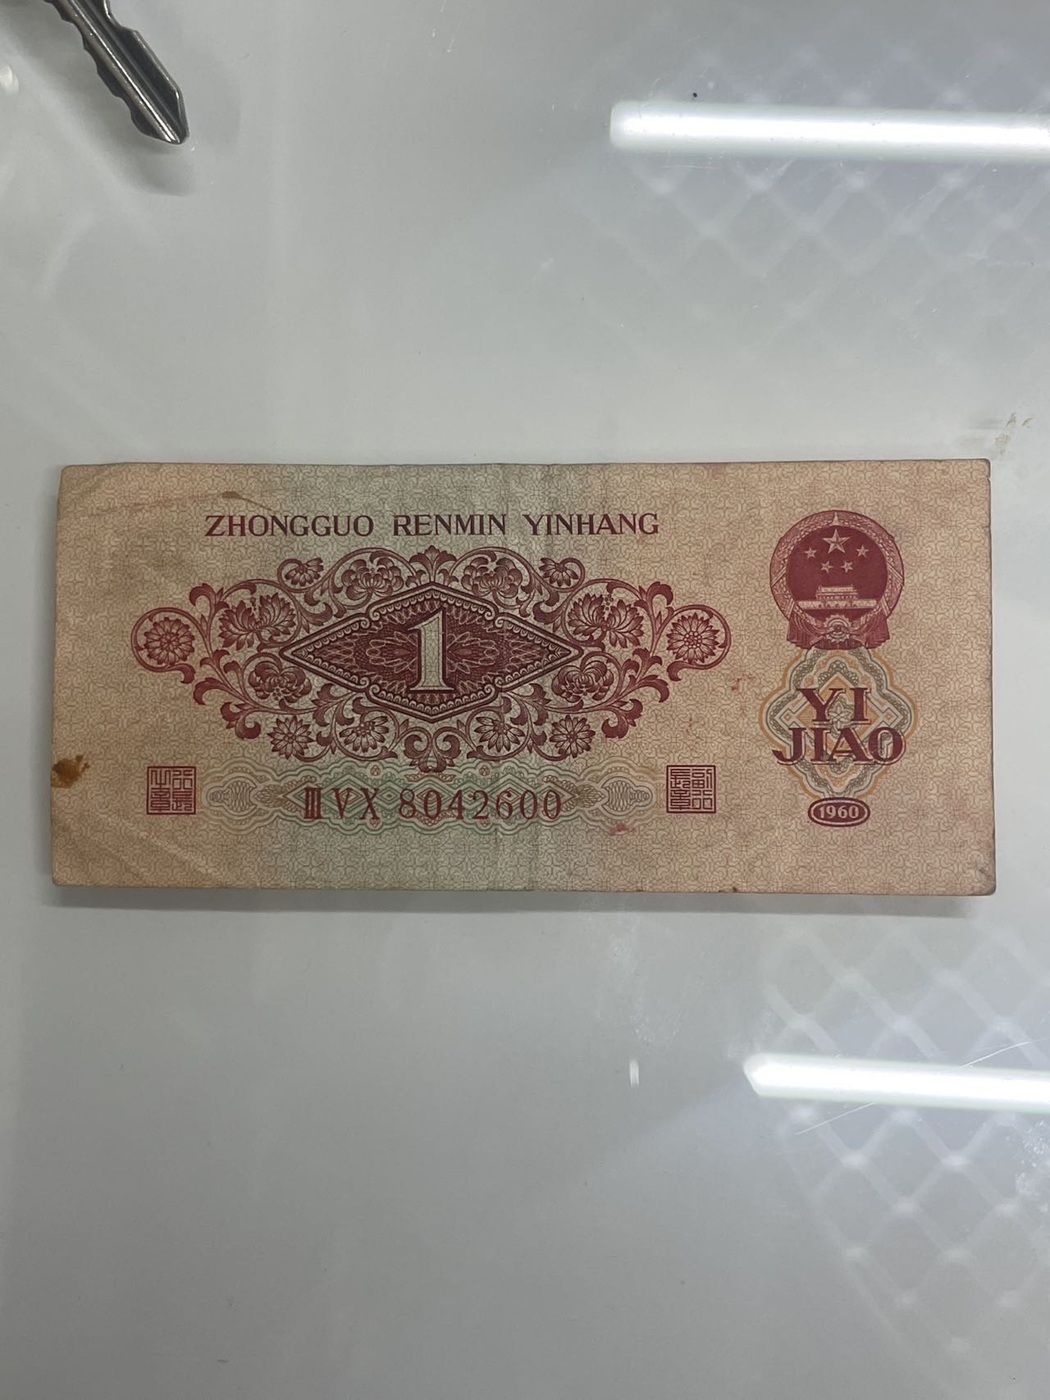 ZHONGGUO RENMIN YINHANG
1
YI
JIAO
ⅢⅤⅩ 8042600
1960